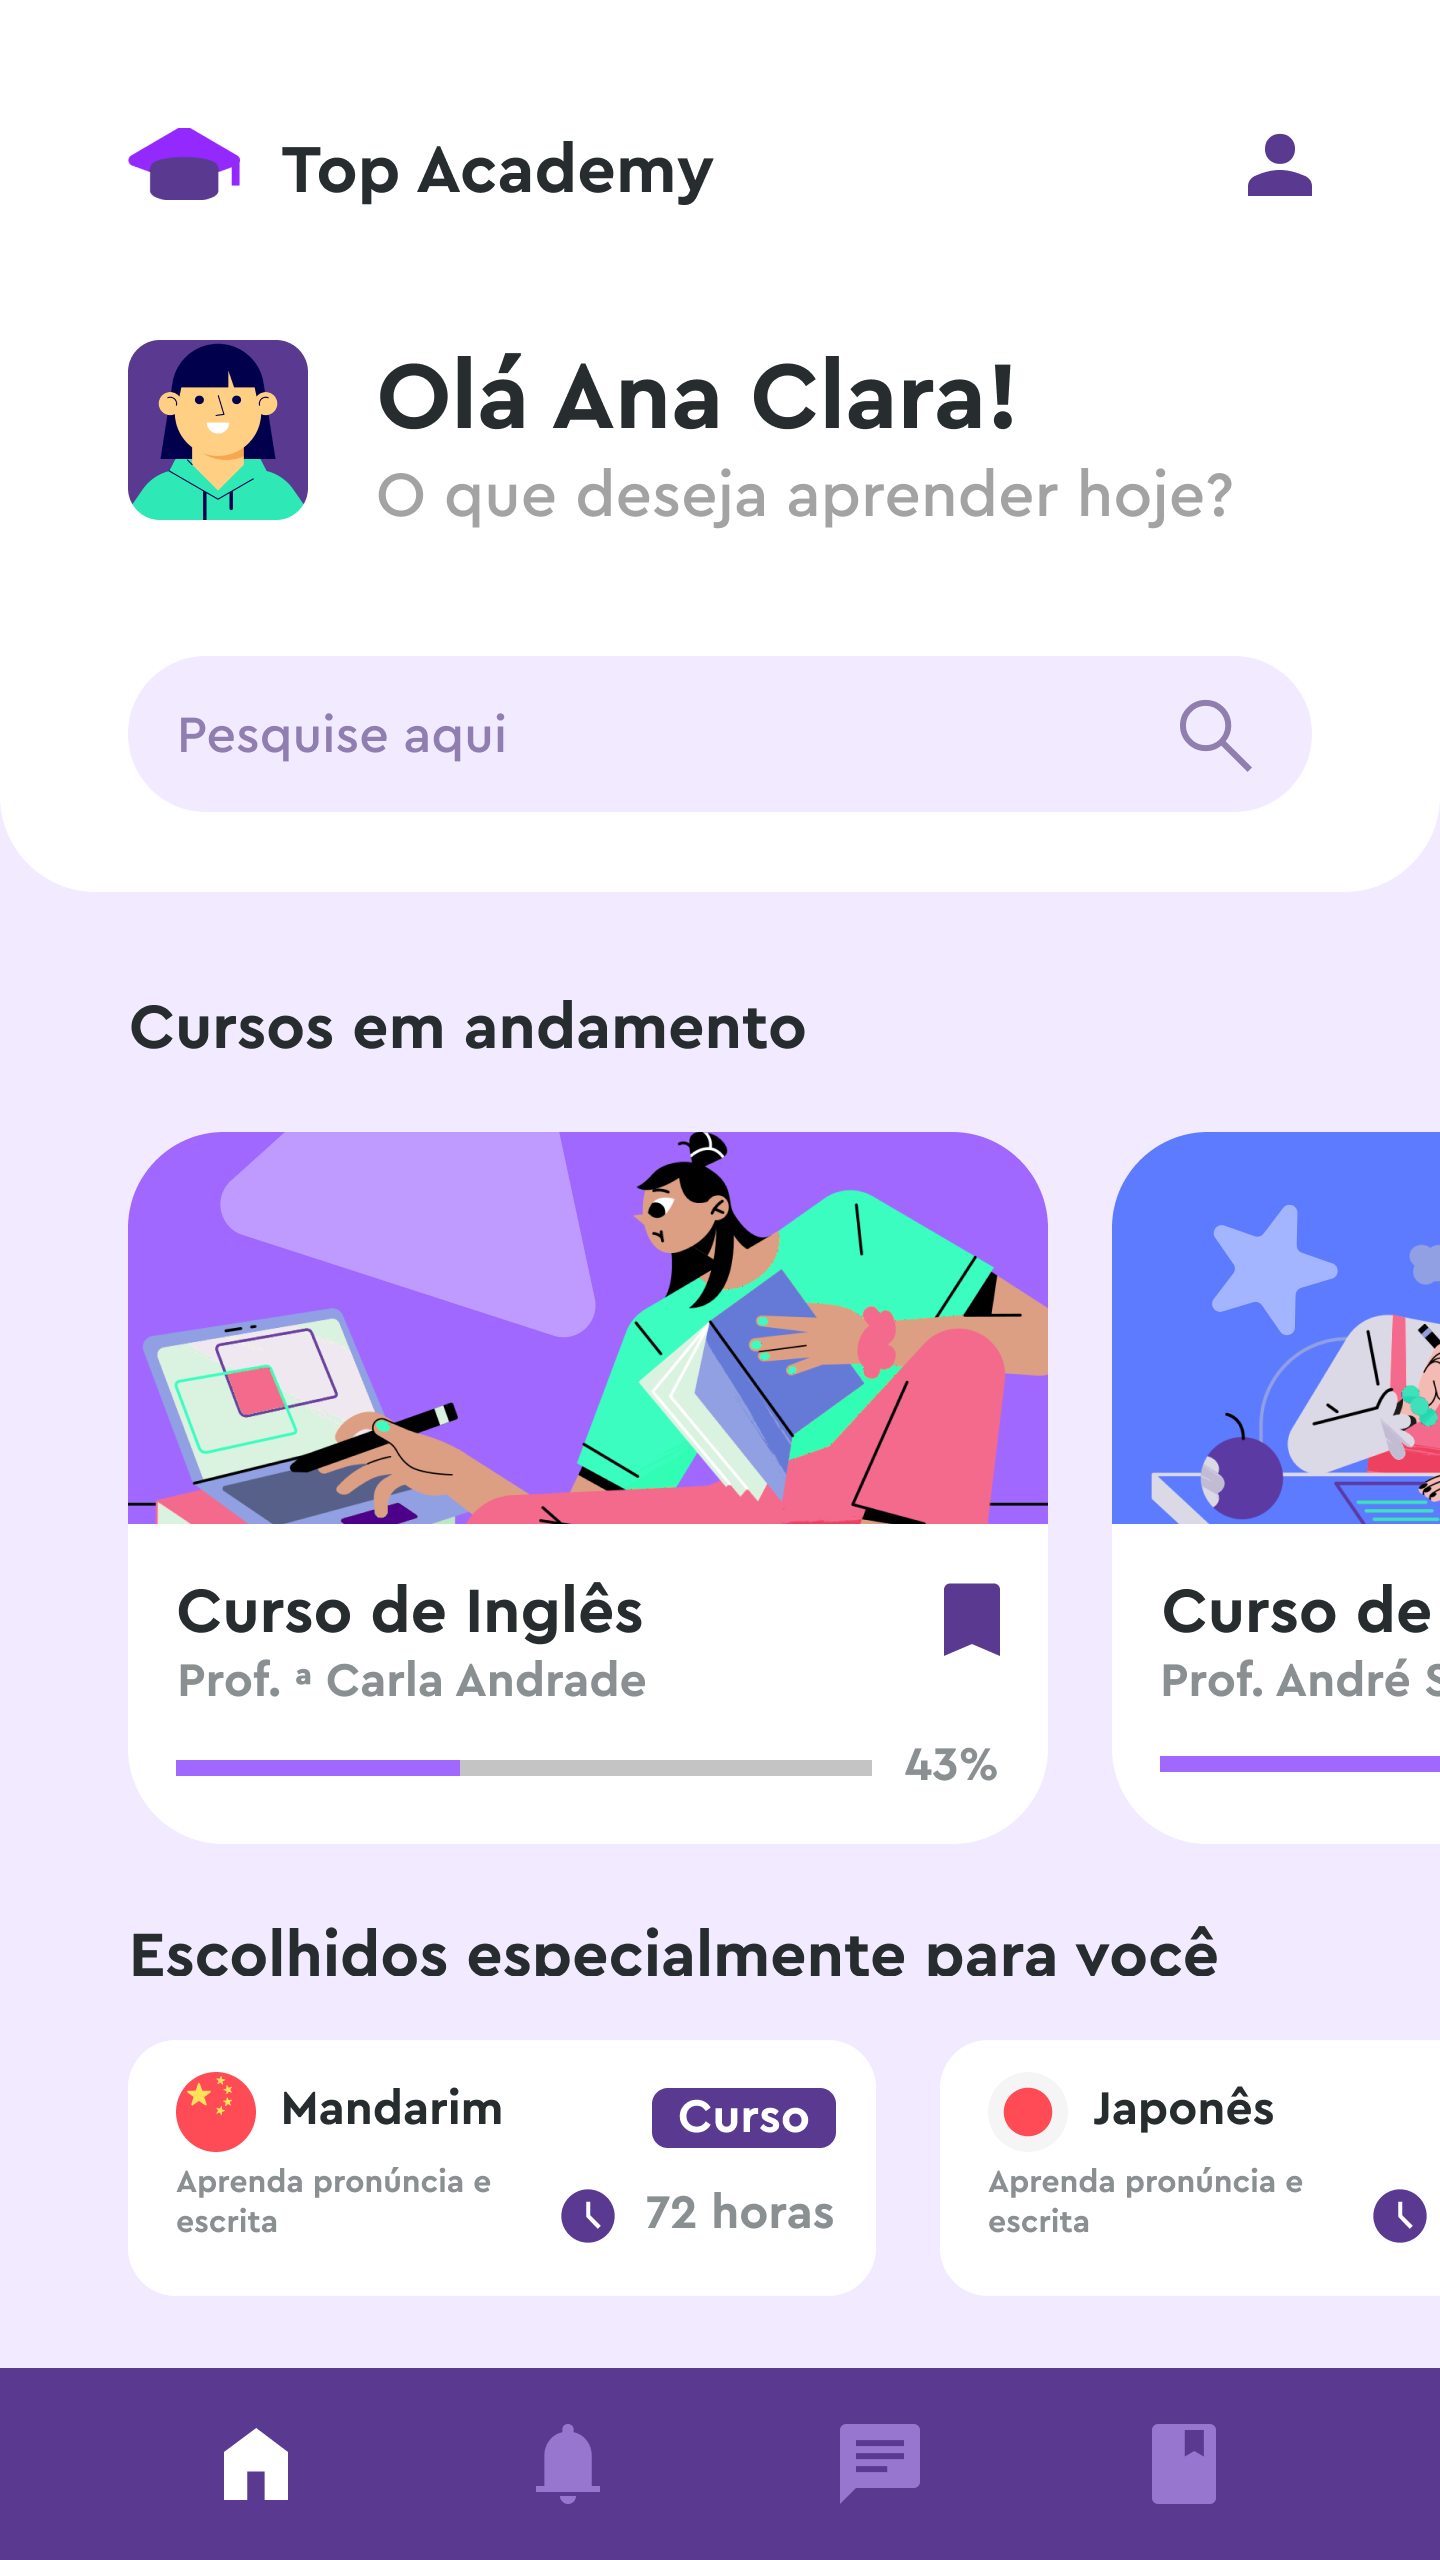 Top Academy
Olá Ana Clara!
O que deseja aprender hoje?
Pesquise aqui
Cursos em andamento
Curso de Inglês
Prof. ª Carla Andrade
43%
Curso de
Prof. André
Escolhidos especialmente para você
Mandarim
Curso
Aprenda pronúncia e
escrita
72 horas
Japonês
Aprenda pronúncia e
escrita